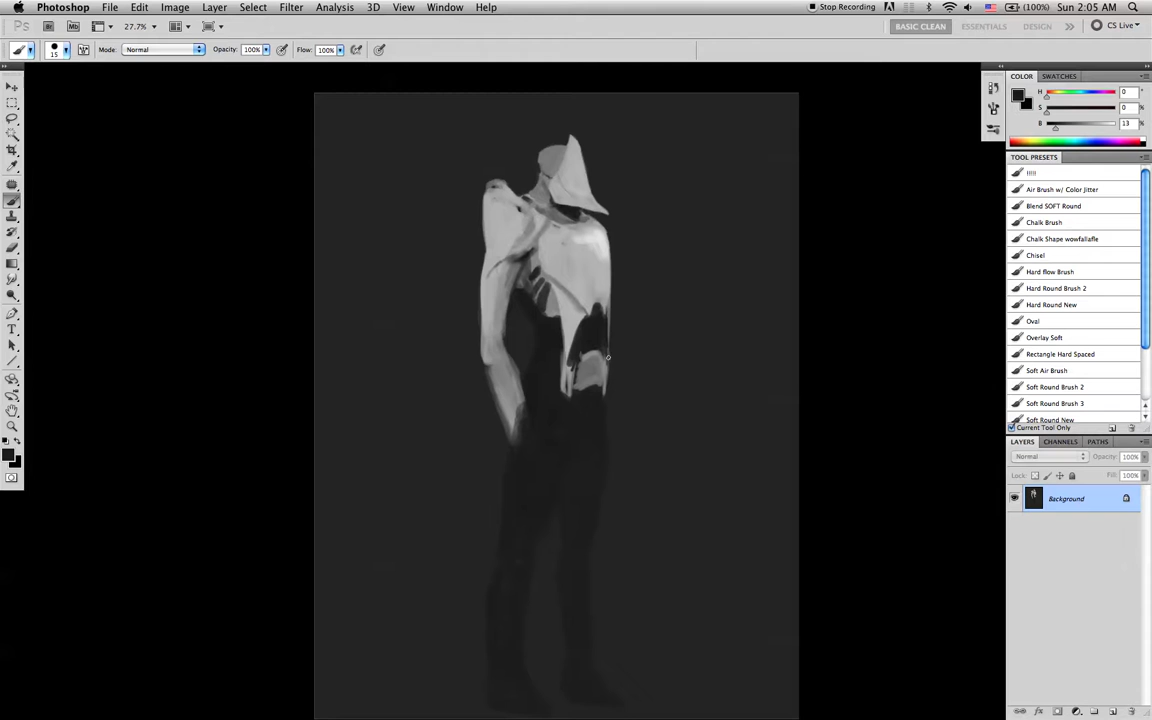 Photoshop File Edit Image Layer Select Filter Analysis 3D View Window Help Stop Recording (100%) Sun 2:05 AM
Ps Br Mb 27.7% BASIC CLEAN ESSENTIALS DESIGN CS Live
15 Mode: Normal Opacity: 100% Flow: 100%
COLOR SWATCHES
H 0 °
S 0 %
B 13 %
TOOL PRESETS
!!!!!
Air Brush w/ Color Jitter
Blend SOFT Round
Chalk Brush
Chalk Shape wowfallafle
Chisel
Hard flow Brush
Hard Round Brush 2
Hard Round New
Oval
Overlay Soft
Rectangle Hard Spaced
Soft Air Brush
Soft Round Brush 2
Soft Round Brush 3
Soft Round New
Current Tool Only
LAYERS CHANNELS PATHS
Normal Opacity: 100%
Lock: Fill: 100%
Background